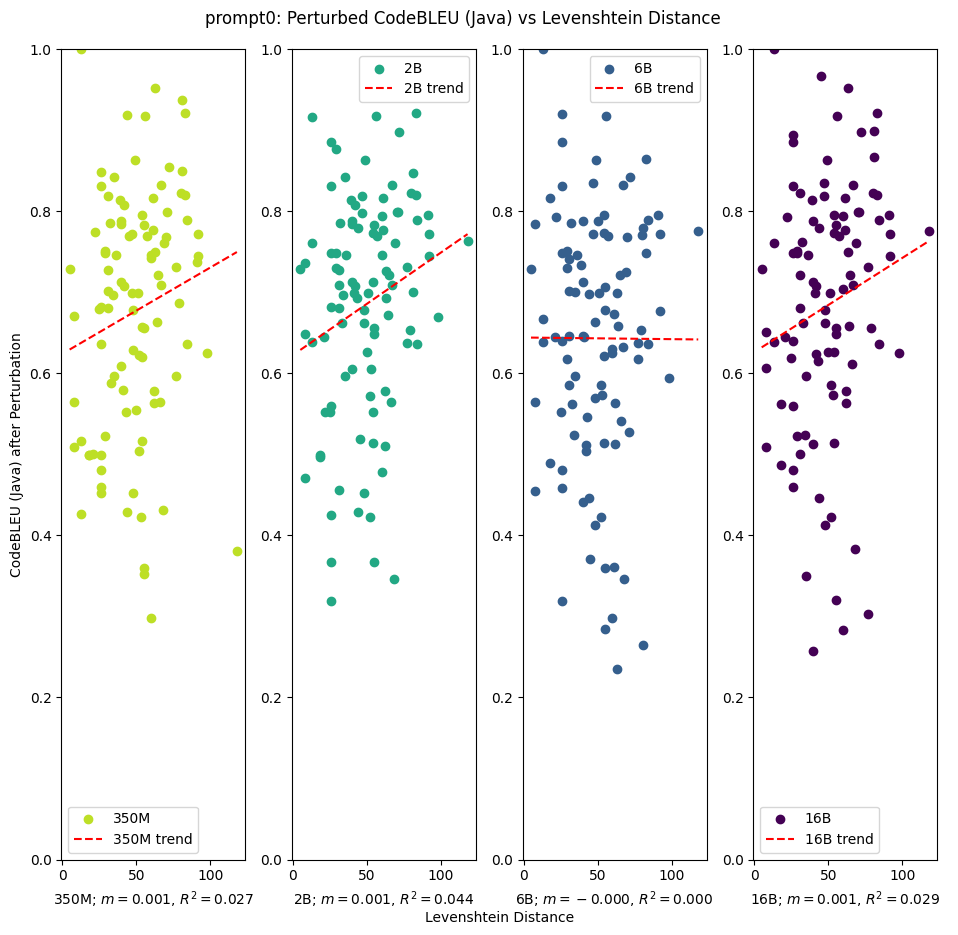 prompt0: Perturbed CodeBLEU (Java) vs Levenshtein Distance
CodeBLEU (Java) after Perturbation
1.0
0.8
0.6
0.4
0.2
0.0
350M
350M trend
0 50 100
350M; m = 0.001, R² = 0.027
1.0
0.8
0.6
0.4
0.2
0.0
2B
2B trend
0 50 100
2B; m = 0.001, R² = 0.044
1.0
0.8
0.6
0.4
0.2
0.0
6B
6B trend
0 50 100
6B; m = −0.000, R² = 0.000
1.0
0.8
0.6
0.4
0.2
0.0
16B
16B trend
0 50 100
16B; m = 0.001, R² = 0.029
Levenshtein Distance